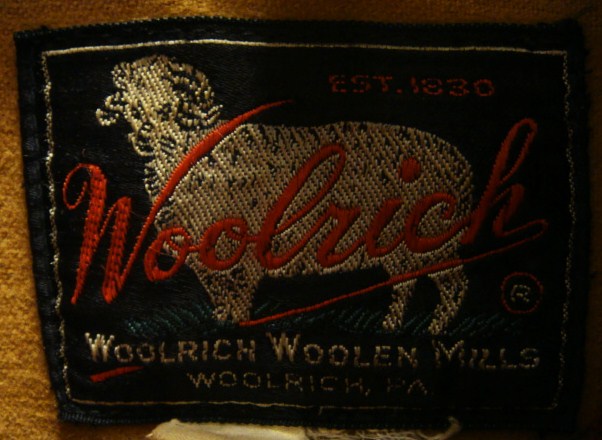 EST. 1830
Woolrich
®
WOOLRICH WOOLEN MILLS
WOOLRICH, PA